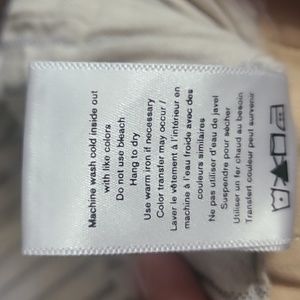 Machine wash cold inside out
with like colors
Do not use bleach
Hang to dry
Use warm iron if necessary
Color transfer may occur /
Laver le vêtement à l'intérieur en
machine à l'eau froide avec des
couleurs similaires
Ne pas utiliser d'eau de javel
Suspendre pour sécher
Utiliser un fer chaud au besoin
Transfert couleur peut survenir